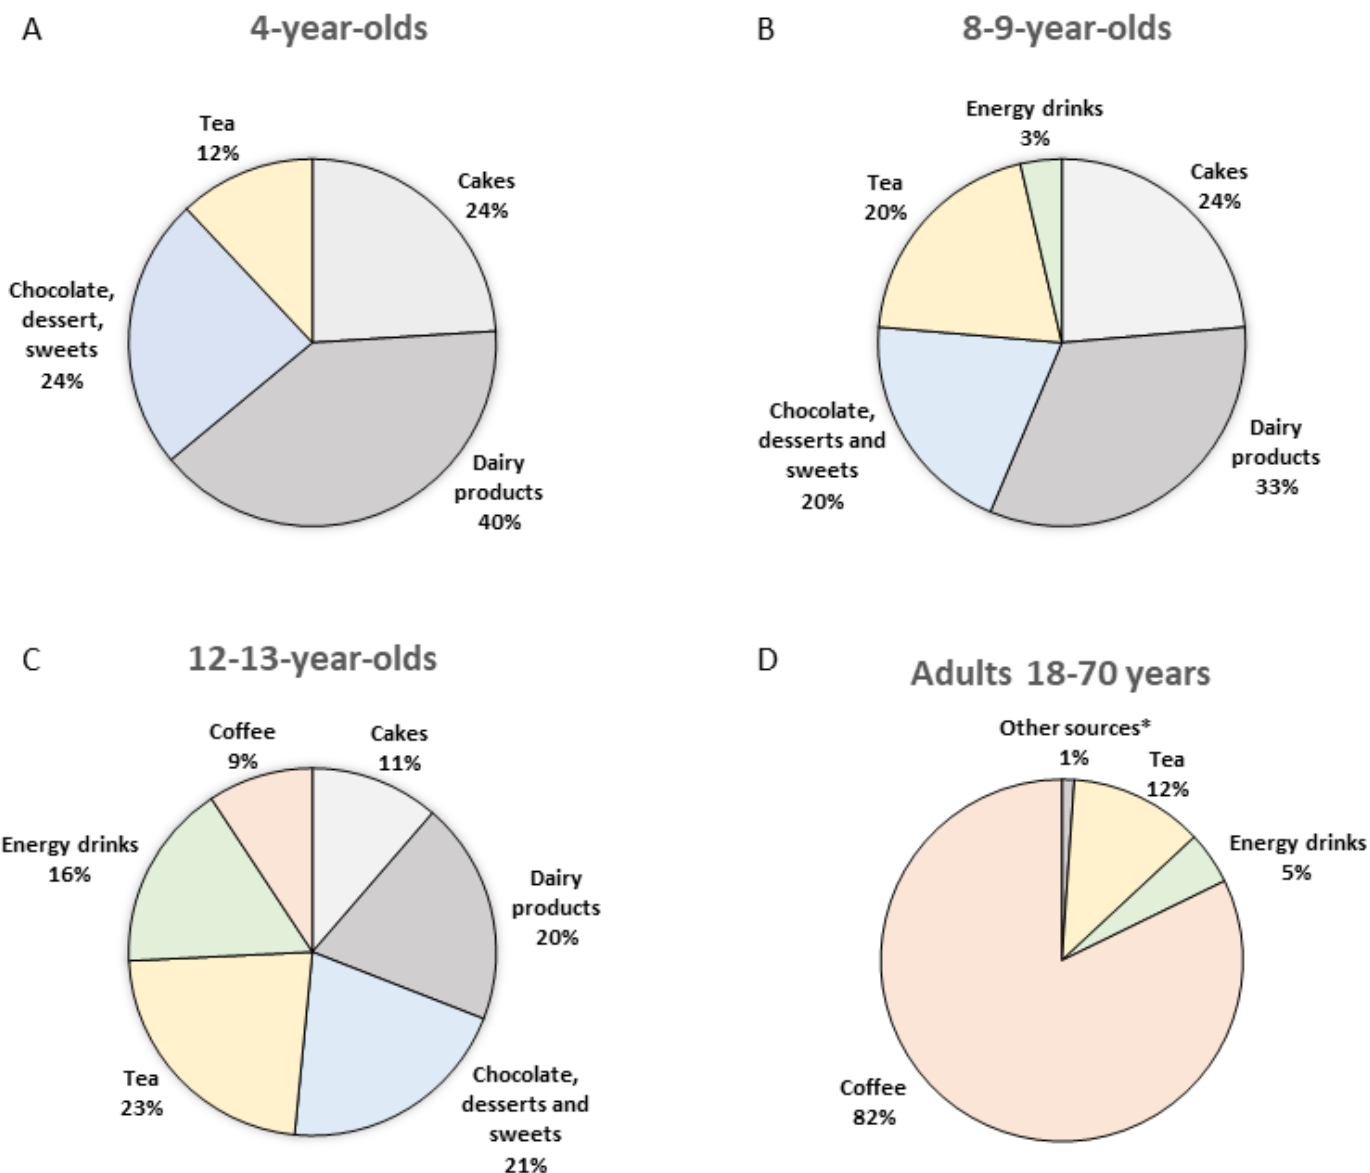 A
4-year-olds
Tea
12%
Cakes
24%
Chocolate,
dessert,
sweets
24%
Dairy
products
40%
B
8-9-year-olds
Energy drinks
3%
Tea
20%
Cakes
24%
Chocolate,
desserts and
sweets
20%
Dairy
products
33%
C
12-13-year-olds
Coffee
9%
Cakes
11%
Energy drinks
16%
Dairy
products
20%
Tea
23%
Chocolate,
desserts and
sweets
21%
D
Adults 18-70 years
Other sources*
1%
Tea
12%
Energy drinks
5%
Coffee
82%